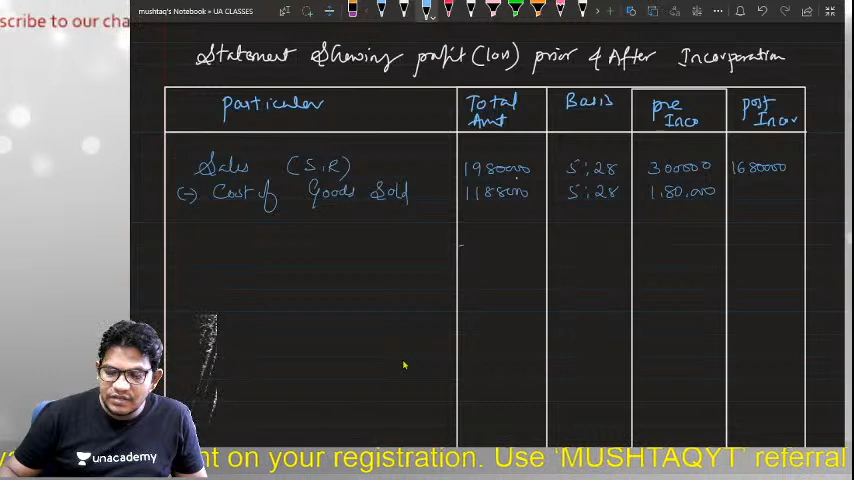 mushtaq's Notebook » UA CLASSES
scribe to our cha
Statement Showing profit (loss) prior & After Incorporation
Particular Total Amt Basis pre Inco post Incor
Sales (S.R) 1980000 5:28 300000 1680000
(-) Cost of Goods Sold 1188000 5:28 1,80,000
unacademy
nt on your registration. Use ‘MUSHTAQYT’ referral